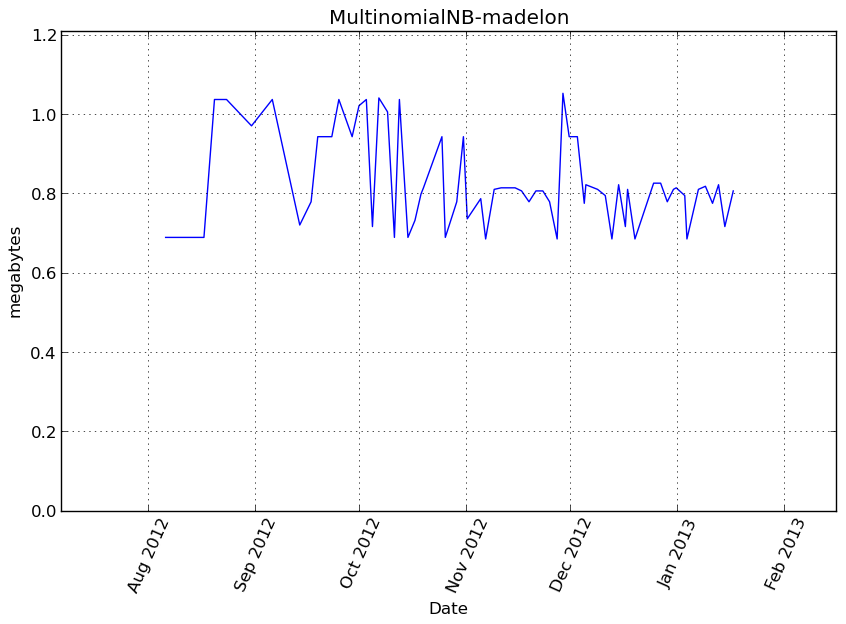 MultinomialNB-madelon
1.2
1.0
0.8
0.6
0.4
0.2
0.0
megabytes
Aug 2012
Sep 2012
Oct 2012
Nov 2012
Dec 2012
Jan 2013
Feb 2013
Date